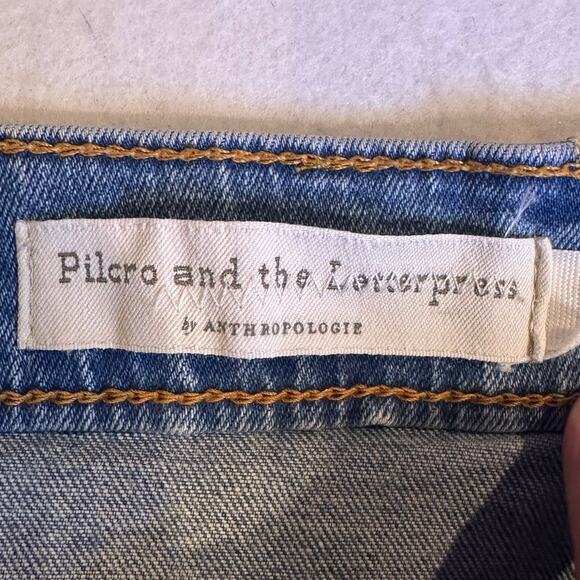 Pilcro and the Letterpress
by ANTHROPOLOGIE